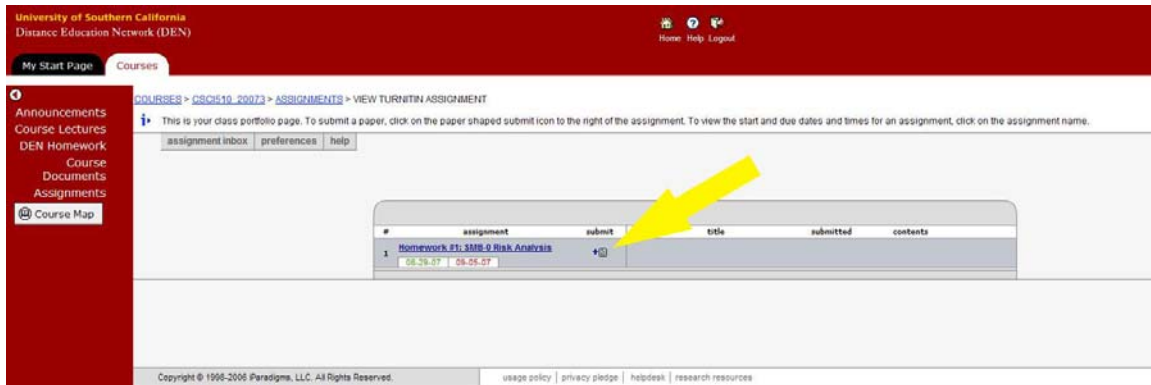 University of Southern California
Distance Education Network (DEN)
Home Help Logout
My Start Page Courses
Announcements
Course Lectures
DEN Homework
Course
Documents
Assignments
Course Map
COURSES > CSCI510_20073 > ASSIGNMENTS > VIEW TURNITIN ASSIGNMENT
This is your class portfolio page. To submit a paper, click on the paper shaped submit icon to the right of the assignment. To view the start and due dates and times for an assignment, click on the assignment name.
assignment inbox preferences help
# assignment submit title submitted contents
1 Homework #1: SMB-0 Risk Analysis
08-29-07 09-05-07
Copyright © 1998-2006 iParadigms, LLC. All Rights Reserved.
usage policy | privacy pledge | helpdesk | research resources